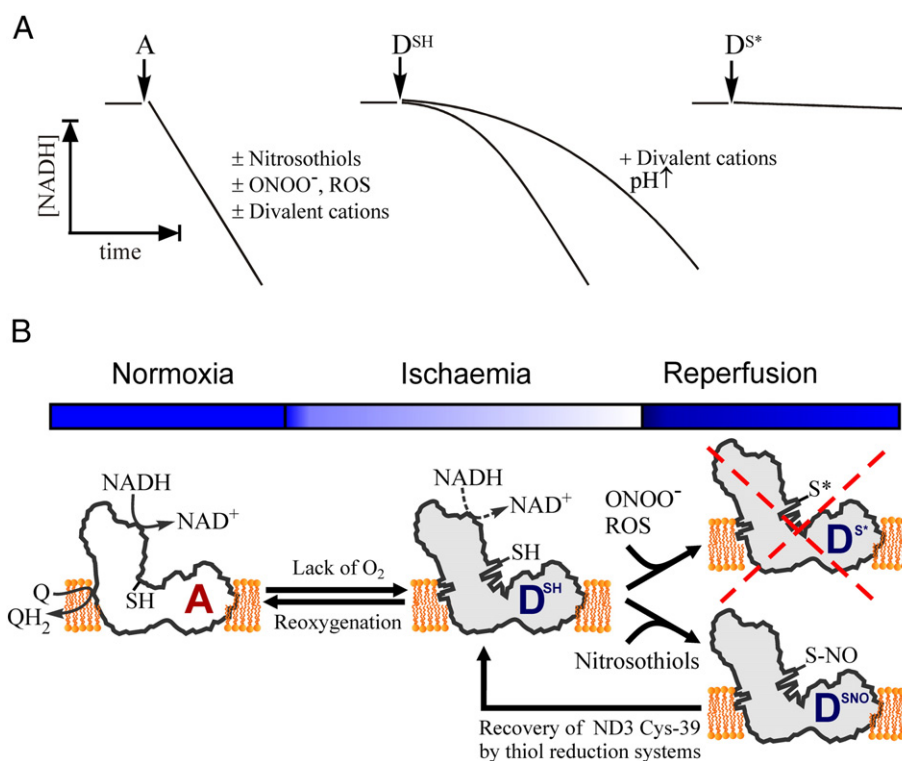 A
A
D^SH
D^S*
[NADH]
time
± Nitrosothiols
± ONOO⁻, ROS
± Divalent cations
+ Divalent cations
pH↑
B
Normoxia
Ischaemia
Reperfusion
NADH
NAD⁺
Q
QH₂
SH
A
Lack of O₂
Reoxygenation
NADH
NAD⁺
SH
D^SH
ONOO⁻
ROS
Nitrosothiols
S*
D^S*
S-NO
D^SNO
Recovery of ND3 Cys-39
by thiol reduction systems